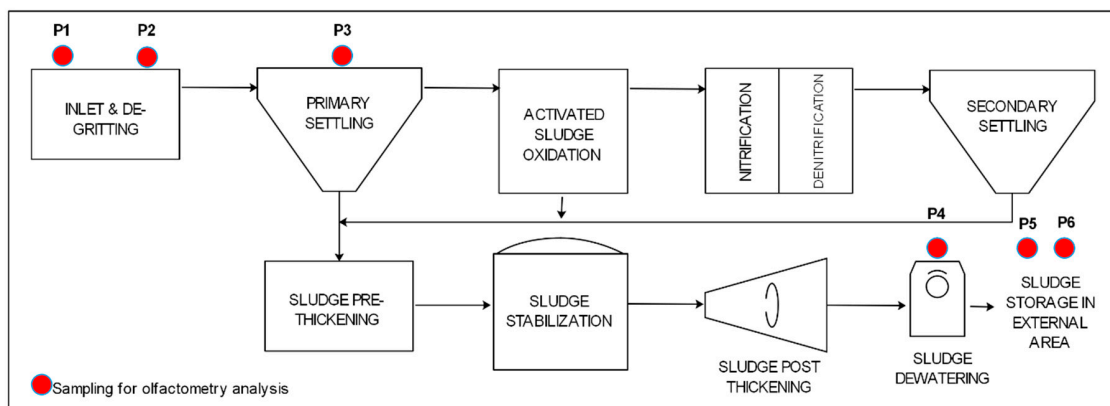 P1
P2
P3
INLET & DE-
GRITTING
PRIMARY
SETTLING
ACTIVATED
SLUDGE
OXIDATION
NITRIFICATION
DENITRIFICATION
SECONDARY
SETTLING
P4
P5
P6
SLUDGE PRE-
THICKENING
SLUDGE
STABILIZATION
SLUDGE POST
THICKENING
SLUDGE
DEWATERING
SLUDGE
STORAGE IN
EXTERNAL
AREA
Sampling for olfactometry analysis